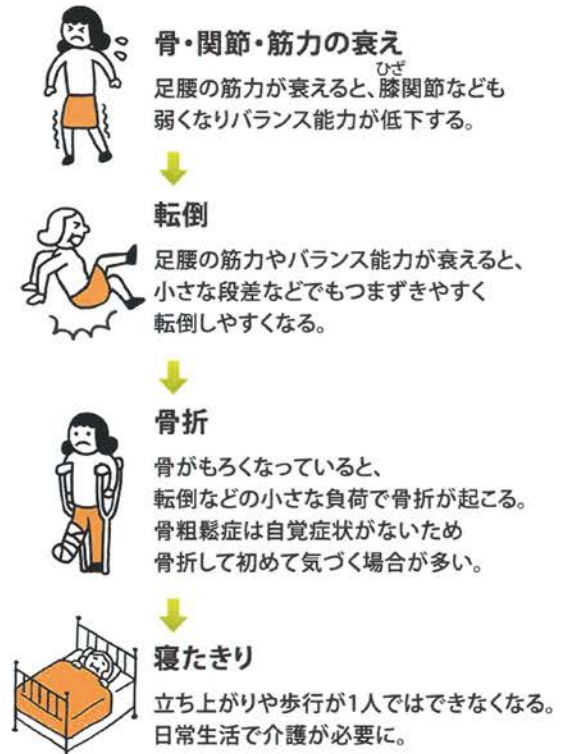 骨・関節・筋力の衰え
足腰の筋力が衰えると、膝関節なども
ひざ
弱くなりバランス能力が低下する。
転倒
足腰の筋力やバランス能力が衰えると、
小さな段差などでもつまずきやすく
転倒しやすくなる。
骨折
骨がもろくなっていると、
転倒などの小さな負荷で骨折が起こる。
骨粗鬆症は自覚症状がないため
骨折して初めて気づく場合が多い。
寝たきり
立ち上がりや歩行が1人ではできなくなる。
日常生活で介護が必要に。